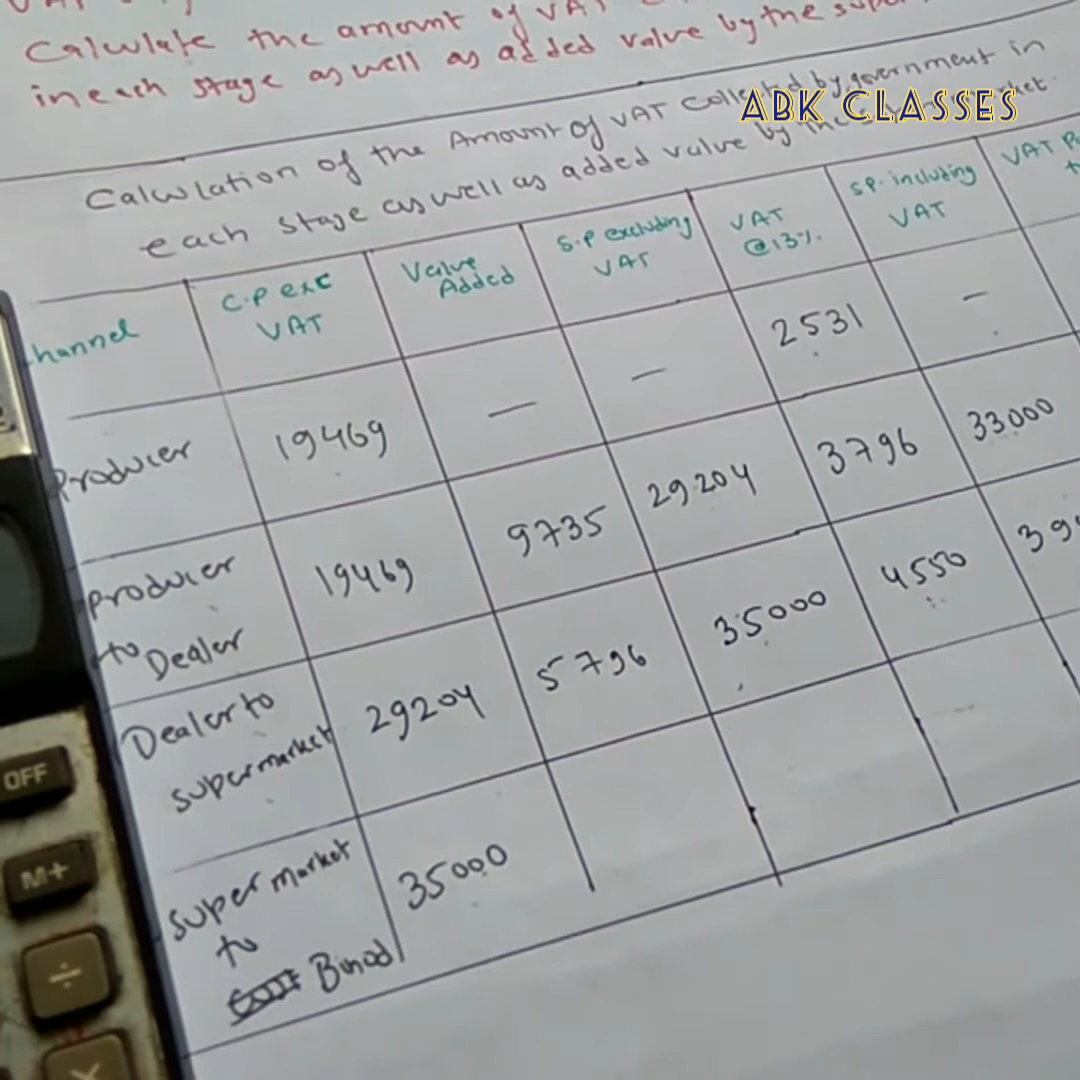 Calculate the amount of VAT
in each stage as well as added value by the
ABK CLASSES
Calculation of the Amount of VAT Collected by government in
each stage as well as added value by the
channel
C.P exc
VAT
Value
Added
S.P excluding
VAT
VAT
@13%
S.P. including
VAT
VAT
Producer
19469
—
—
2531
—
producer
to Dealer
19469
9735
29204
3796
33000
Dealer to
supermarket
29204
5796
35000
4550
supermarket
to
Binod
35000
OFF
M+
÷